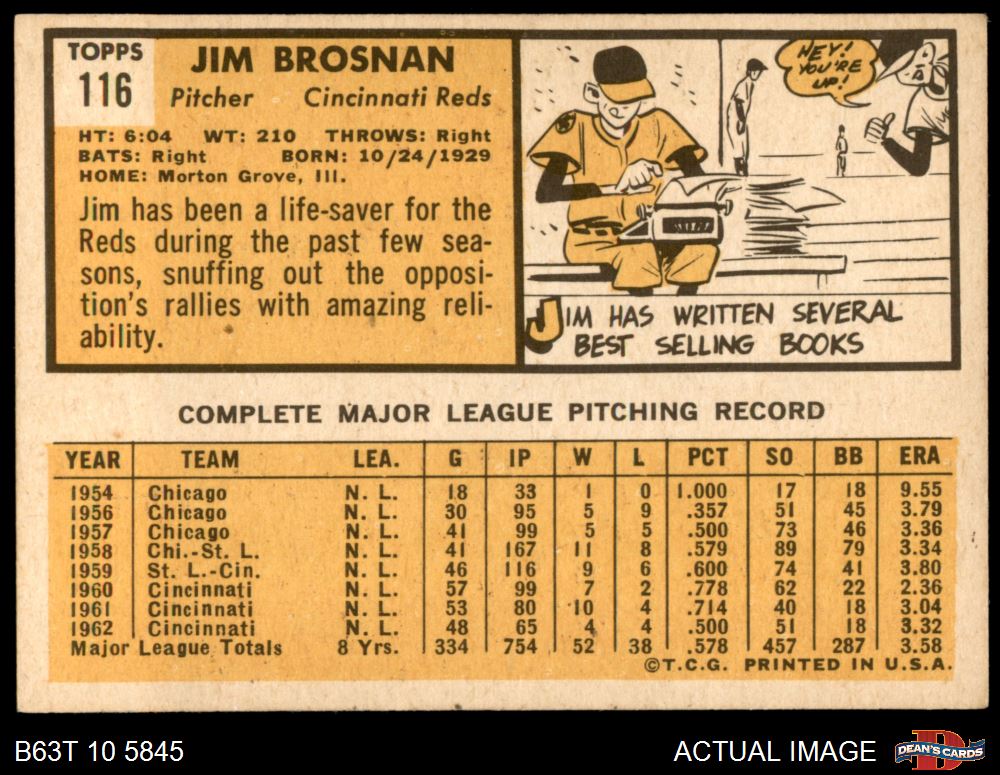 TOPPS
116
JIM BROSNAN
Pitcher Cincinnati Reds
HT: 6:04 WT: 210 THROWS: Right
BATS: Right BORN: 10/24/1929
HOME: Morton Grove, Ill.
Jim has been a life-saver for the
Reds during the past few sea-
sons, snuffing out the opposi-
tion's rallies with amazing reli-
ability.
HEY!
YOU'RE
UP!
JIM HAS WRITTEN SEVERAL
BEST SELLING BOOKS
COMPLETE MAJOR LEAGUE PITCHING RECORD
YEAR TEAM LEA. G IP W L PCT SO BB ERA
1954 Chicago N. L. 18 33 1 0 1.000 17 18 9.55
1956 Chicago N. L. 30 95 5 9 .357 51 45 3.79
1957 Chicago N. L. 41 99 5 5 .500 73 46 3.36
1958 Chi.-St. L. N. L. 41 167 11 8 .579 89 79 3.34
1959 St. L.-Cin. N. L. 46 116 9 6 .600 74 41 3.80
1960 Cincinnati N. L. 57 99 7 2 .778 62 22 2.36
1961 Cincinnati N. L. 53 80 10 4 .714 40 18 3.04
1962 Cincinnati N. L. 48 65 4 4 .500 51 18 3.32
Major League Totals 8 Yrs. 334 754 52 38 .578 457 287 3.58
©T.C.G. PRINTED IN U.S.A.
B63T 10 5845
ACTUAL IMAGE
DEAN'S CARDS